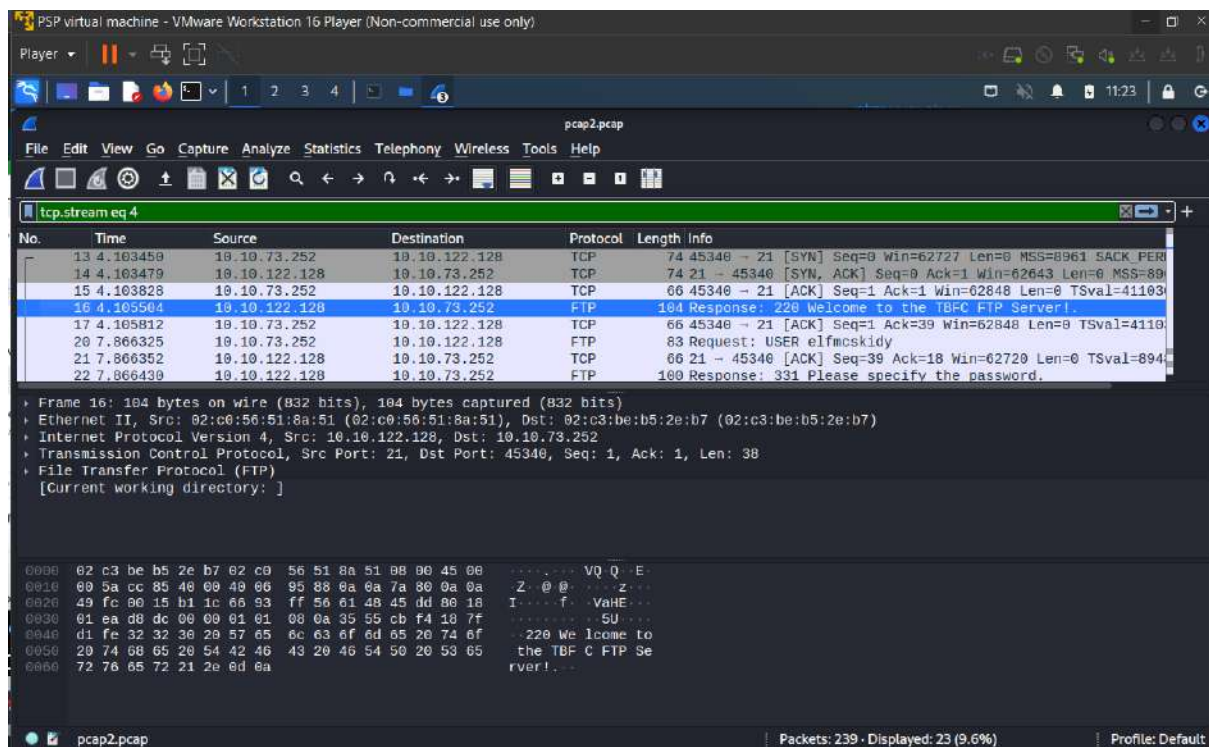 PSP virtual machine - VMware Workstation 16 Player (Non-commercial use only)
Player
1 2 3 4
11:23
pcap2.pcap
File Edit View Go Capture Analyze Statistics Telephony Wireless Tools Help
tcp.stream eq 4
No. Time Source Destination Protocol Length Info
13 4.103450 10.10.73.252 10.10.122.128 TCP 74 45340 → 21 [SYN] Seq=0 Win=62727 Len=0 MSS=8961 SACK_PER
14 4.103479 10.10.122.128 10.10.73.252 TCP 74 21 → 45340 [SYN, ACK] Seq=0 Ack=1 Win=62643 Len=0 MSS=89
15 4.103828 10.10.73.252 10.10.122.128 TCP 66 45340 → 21 [ACK] Seq=1 Ack=1 Win=62848 Len=0 TSval=41103
16 4.105504 10.10.122.128 10.10.73.252 FTP 104 Response: 220 Welcome to the TBFC FTP Server!.
17 4.105812 10.10.73.252 10.10.122.128 TCP 66 45340 → 21 [ACK] Seq=1 Ack=39 Win=62848 Len=0 TSval=4110
20 7.866325 10.10.73.252 10.10.122.128 FTP 83 Request: USER elfmcskidy
21 7.866352 10.10.122.128 10.10.73.252 TCP 66 21 → 45340 [ACK] Seq=39 Ack=18 Win=62720 Len=0 TSval=894
22 7.866430 10.10.122.128 10.10.73.252 FTP 100 Response: 331 Please specify the password.
Frame 16: 104 bytes on wire (832 bits), 104 bytes captured (832 bits)
Ethernet II, Src: 02:c0:56:51:8a:51 (02:c0:56:51:8a:51), Dst: 02:c3:be:b5:2e:b7 (02:c3:be:b5:2e:b7)
Internet Protocol Version 4, Src: 10.10.122.128, Dst: 10.10.73.252
Transmission Control Protocol, Src Port: 21, Dst Port: 45340, Seq: 1, Ack: 1, Len: 38
File Transfer Protocol (FTP)
[Current working directory: ]
0000 02 c3 be b5 2e b7 02 c0 56 51 8a 51 08 00 45 00 ........ VQ·Q··E·
0010 00 5a cc 85 40 00 40 06 95 88 0a 0a 7a 80 0a 0a ·Z··@·@· ····z···
0020 49 fc 00 15 b1 1c 66 93 ff 56 61 48 45 dd 80 18 I·····f· ·VaHE···
0030 01 ea d8 dc 00 00 01 01 08 0a 35 55 cb f4 18 7f ········ ··5U····
0040 d1 fe 32 32 30 20 57 65 6c 63 6f 6d 65 20 74 6f ··220 We lcome to
0050 20 74 68 65 20 54 42 46 43 20 46 54 50 20 53 65 the TBF C FTP Se
0060 72 76 65 72 21 2e 0d 0a rver!.··
pcap2.pcap Packets: 239 · Displayed: 23 (9.6%) Profile: Default